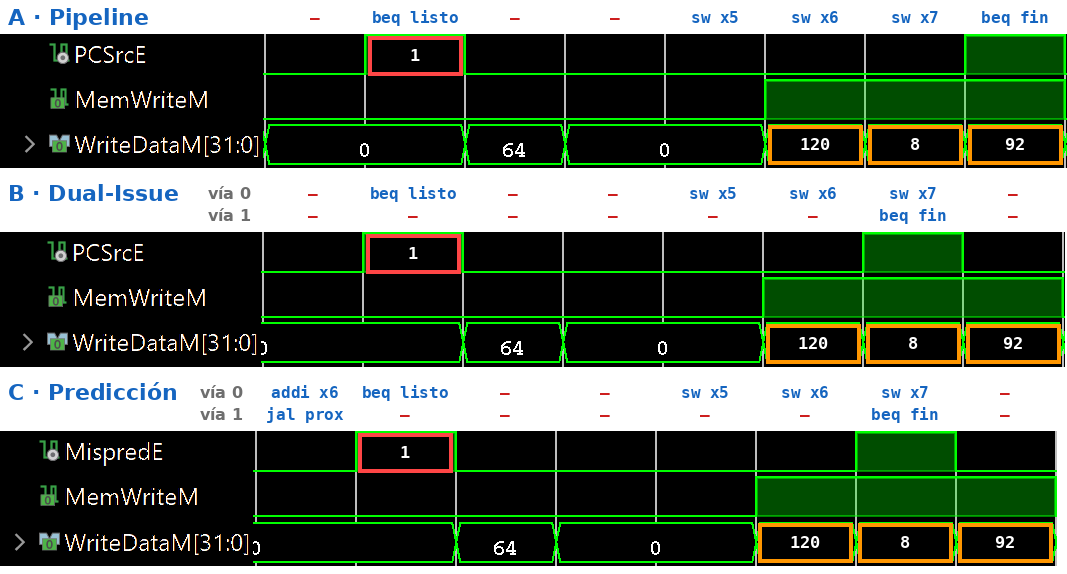 A · Pipeline – beq listo – – sw x5 sw x6 sw x7 beq fin
PCSrcE 1
MemWriteM
WriteDataM[31:0] 0 64 0 120 8 92
B · Dual-Issue vía 0 – beq listo – – sw x5 sw x6 sw x7 –
vía 1 – – – – – – beq fin –
PCSrcE 1
MemWriteM
WriteDataM[31:0] 64 0 120 8 92
C · Predicción vía 0 addi x6 beq listo – – sw x5 sw x6 sw x7 –
vía 1 jal prox – – – – – beq fin –
MispredE 1
MemWriteM
WriteDataM[31:0] 64 0 120 8 92